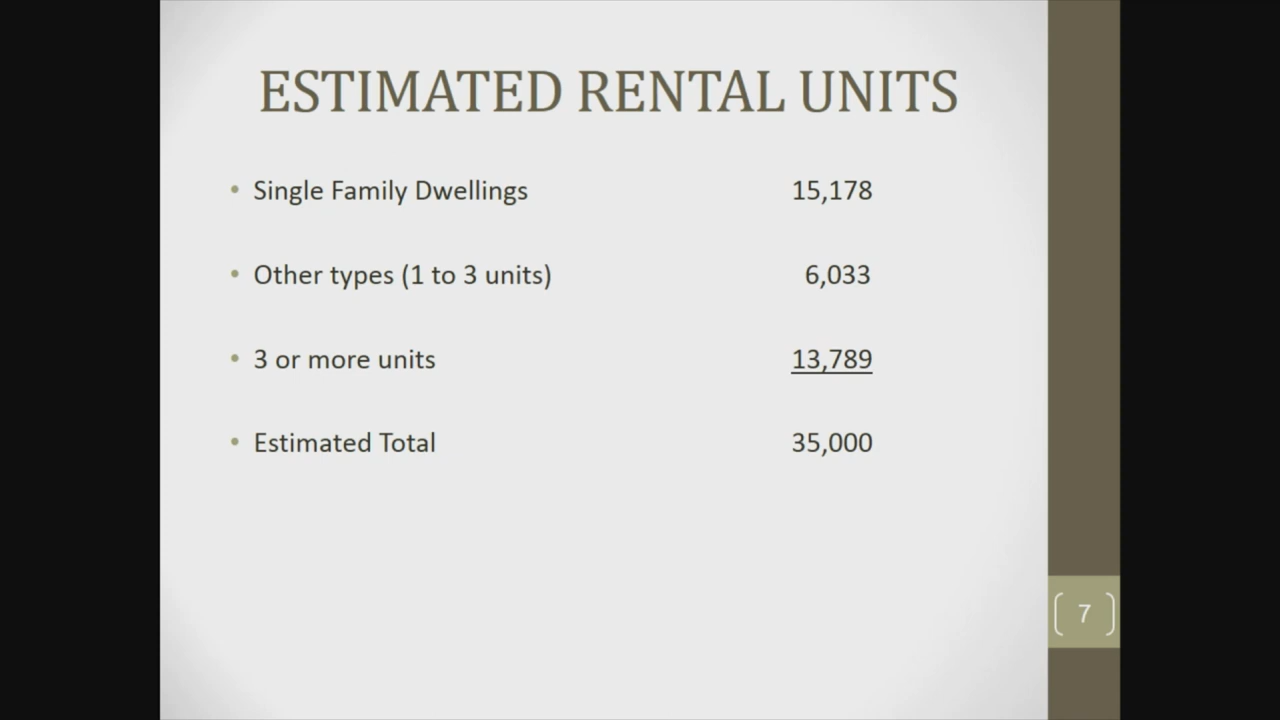 ESTIMATED RENTAL UNITS
• Single Family Dwellings 15,178
• Other types (1 to 3 units) 6,033
• 3 or more units 13,789
• Estimated Total 35,000
7